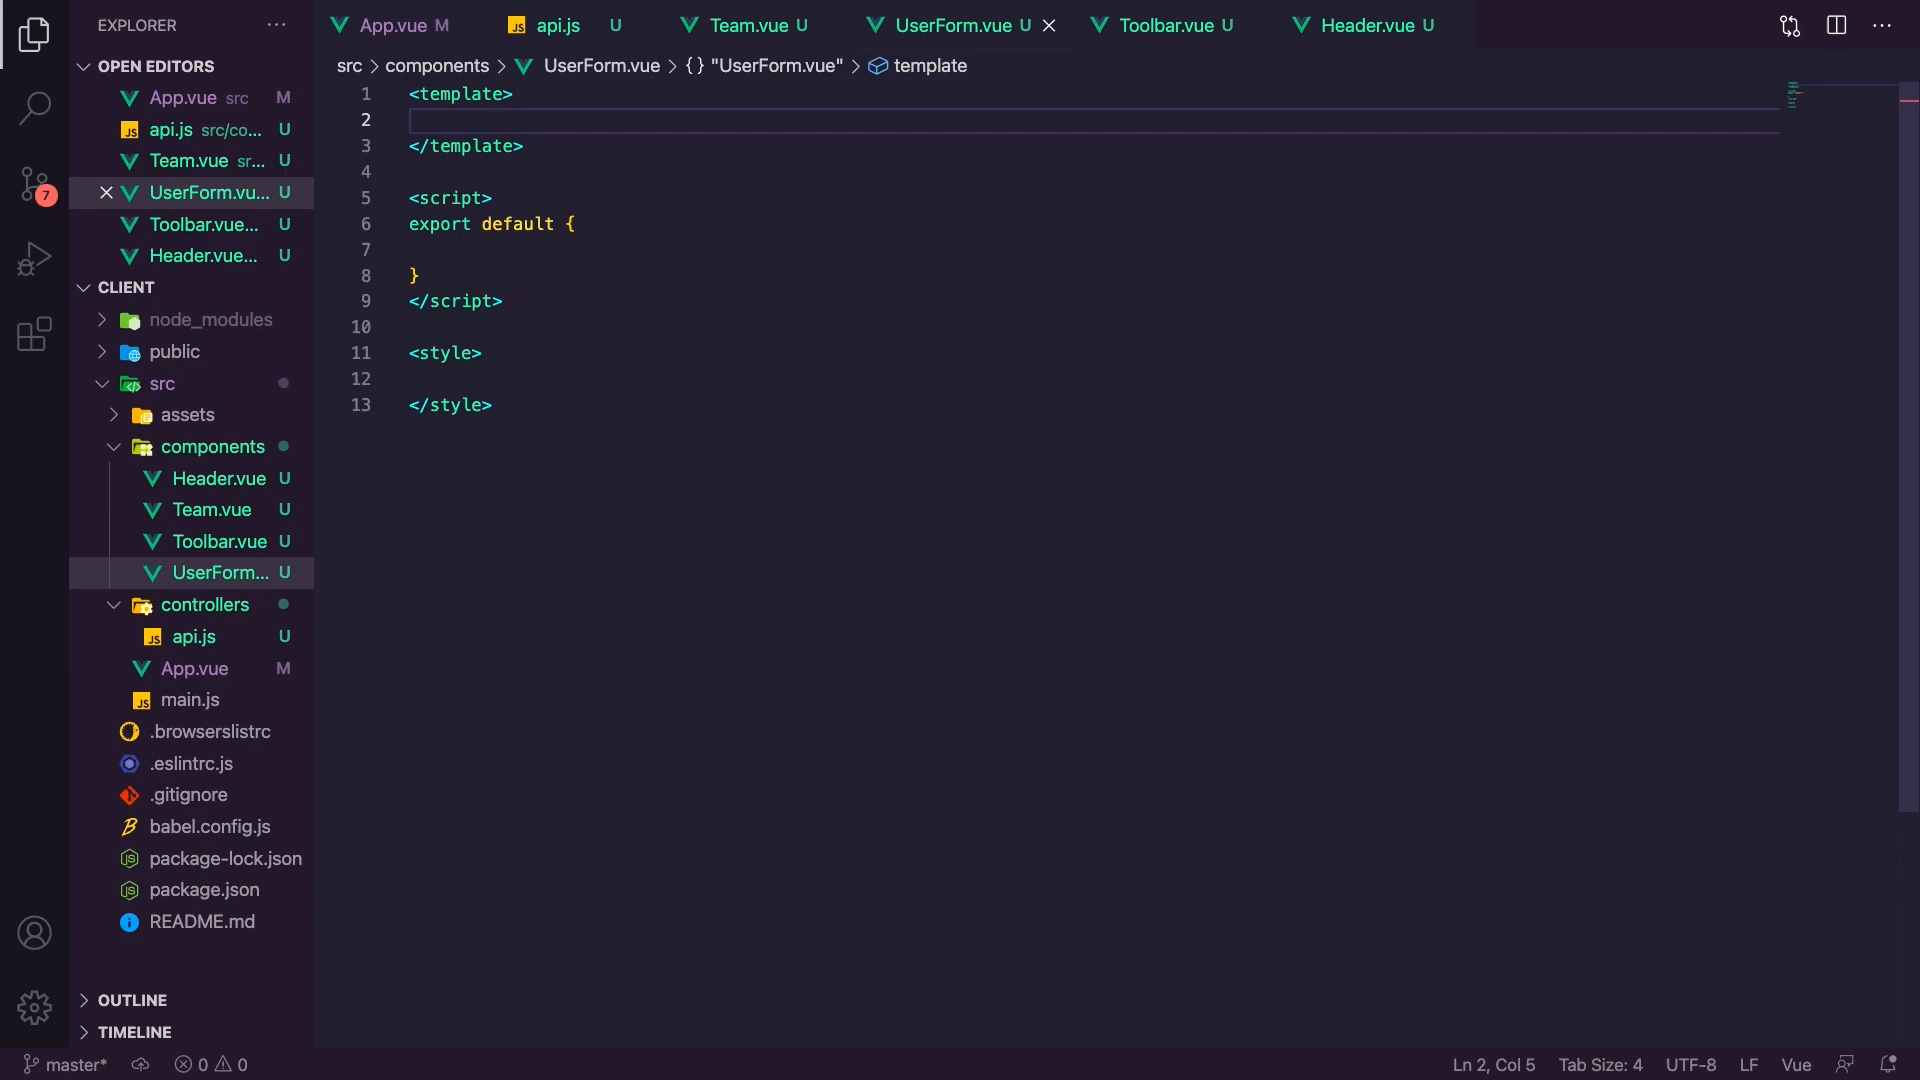 EXPLORER
OPEN EDITORS
App.vue src M
JS api.js src/co... U
Team.vue sr... U
UserForm.vu... U
Toolbar.vue... U
Header.vue... U
CLIENT
node_modules
public
src
assets
components
Header.vue U
Team.vue U
Toolbar.vue U
UserForm... U
controllers
JS api.js U
App.vue M
JS main.js
.browserslistrc
.eslintrc.js
.gitignore
babel.config.js
package-lock.json
package.json
README.md
OUTLINE
TIMELINE
7
App.vue M JS api.js U Team.vue U UserForm.vue U Toolbar.vue U Header.vue U
src > components > UserForm.vue > {} "UserForm.vue" > template
1 <template>
2
3 </template>
4
5 <script>
6 export default {
7
8 }
9 </script>
10
11 <style>
12
13 </style>
master* 0 0 Ln 2, Col 5 Tab Size: 4 UTF-8 LF Vue